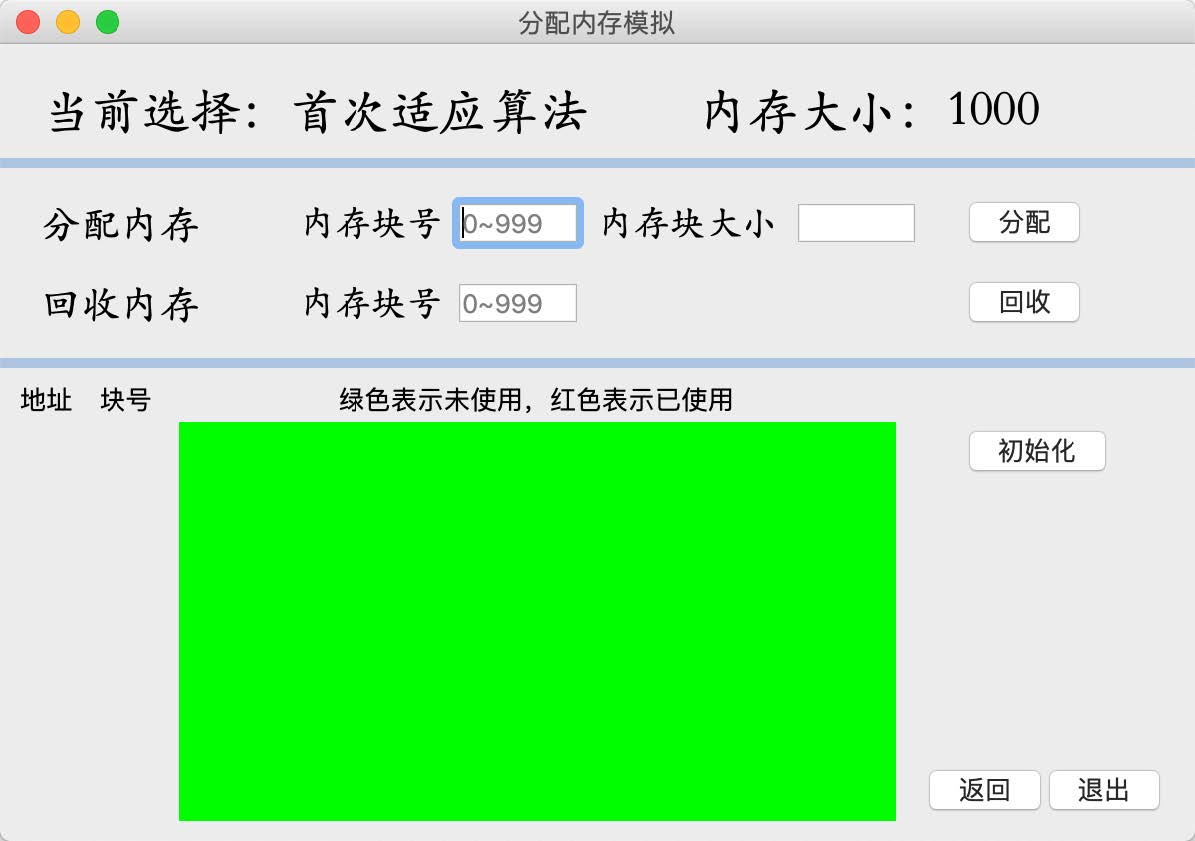 分配内存模拟
当前选择：首次适应算法 内存大小：1000
分配内存 内存块号 0~999 内存块大小 分配
回收内存 内存块号 0~999 回收
地址 块号 绿色表示未使用，红色表示已使用
初始化
返回 退出